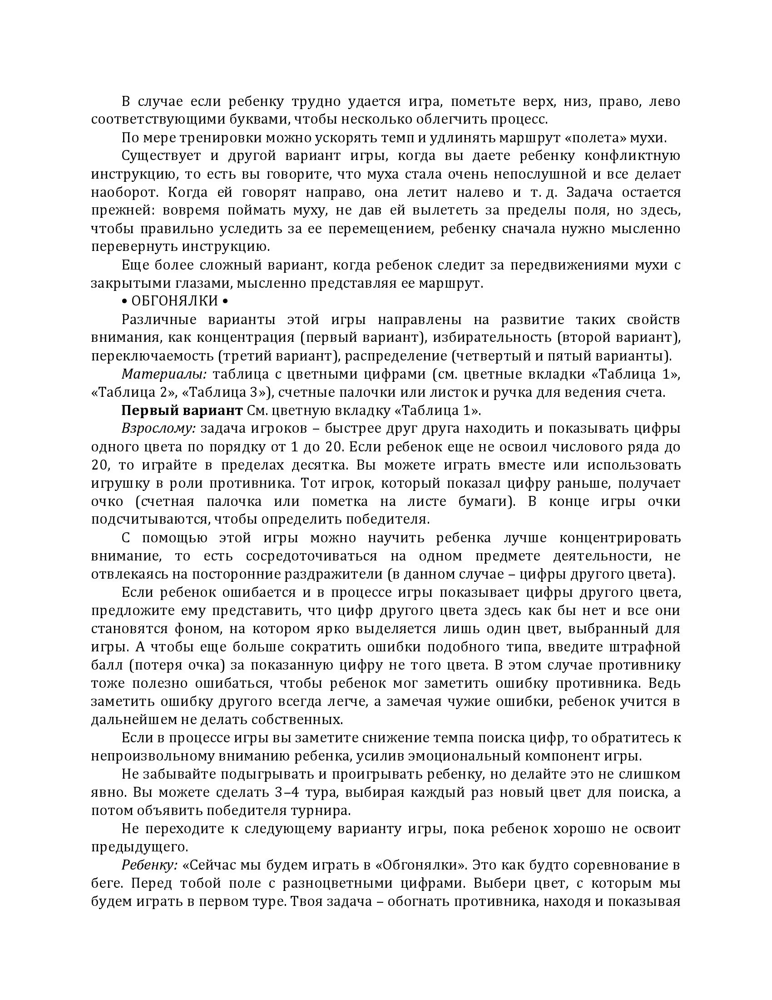 В случае если ребенку трудно удается игра, пометьте верх, низ, право, лево
соответствующими буквами, чтобы несколько облегчить процесс.
По мере тренировки можно ускорять темп и удлинять маршрут «полета» мухи.
Существует и другой вариант игры, когда вы даете ребенку конфликтную
инструкцию, то есть вы говорите, что муха стала очень непослушной и все делает
наоборот. Когда ей говорят направо, она летит налево и т. д. Задача остается
прежней: вовремя поймать муху, не дав ей вылететь за пределы поля, но здесь,
чтобы правильно уследить за ее перемещением, ребенку сначала нужно мысленно
перевернуть инструкцию.
Еще более сложный вариант, когда ребенок следит за передвижениями мухи с
закрытыми глазами, мысленно представляя ее маршрут.
• ОБГОНЯЛКИ •
Различные варианты этой игры направлены на развитие таких свойств
внимания, как концентрация (первый вариант), избирательность (второй вариант),
переключаемость (третий вариант), распределение (четвертый и пятый варианты).
Материалы: таблица с цветными цифрами (см. цветные вкладки «Таблица 1»,
«Таблица 2», «Таблица 3»), счетные палочки или листок и ручка для ведения счета.
Первый вариант См. цветную вкладку «Таблица 1».
Взрослому: задача игроков – быстрее друг друга находить и показывать цифры
одного цвета по порядку от 1 до 20. Если ребенок еще не освоил числового ряда до
20, то играйте в пределах десятка. Вы можете играть вместе или использовать
игрушку в роли противника. Тот игрок, который показал цифру раньше, получает
очко (счетная палочка или пометка на листе бумаги). В конце игры очки
подсчитываются, чтобы определить победителя.
С помощью этой игры можно научить ребенка лучше концентрировать
внимание, то есть сосредоточиваться на одном предмете деятельности, не
отвлекаясь на посторонние раздражители (в данном случае – цифры другого цвета).
Если ребенок ошибается и в процессе игры показывает цифры другого цвета,
предложите ему представить, что цифр другого цвета здесь как бы нет и все они
становятся фоном, на котором ярко выделяется лишь один цвет, выбранный для
игры. А чтобы еще больше сократить ошибки подобного типа, введите штрафной
балл (потеря очка) за показанную цифру не того цвета. В этом случае противнику
тоже полезно ошибаться, чтобы ребенок мог заметить ошибку противника. Ведь
заметить ошибку другого всегда легче, а замечая чужие ошибки, ребенок учится в
дальнейшем не делать собственных.
Если в процессе игры вы заметите снижение темпа поиска цифр, то обратитесь к
непроизвольному вниманию ребенка, усилив эмоциональный компонент игры.
Не забывайте подыгрывать и проигрывать ребенку, но делайте это не слишком
явно. Вы можете сделать 3–4 тура, выбирая каждый раз новый цвет для поиска, а
потом объявить победителя турнира.
Не переходите к следующему варианту игры, пока ребенок хорошо не освоит
предыдущего.
Ребенку: «Сейчас мы будем играть в «Обгонялки». Это как будто соревнование в
беге. Перед тобой поле с разноцветными цифрами. Выбери цвет, с которым мы
будем играть в первом туре. Твоя задача – обогнать противника, находя и показывая